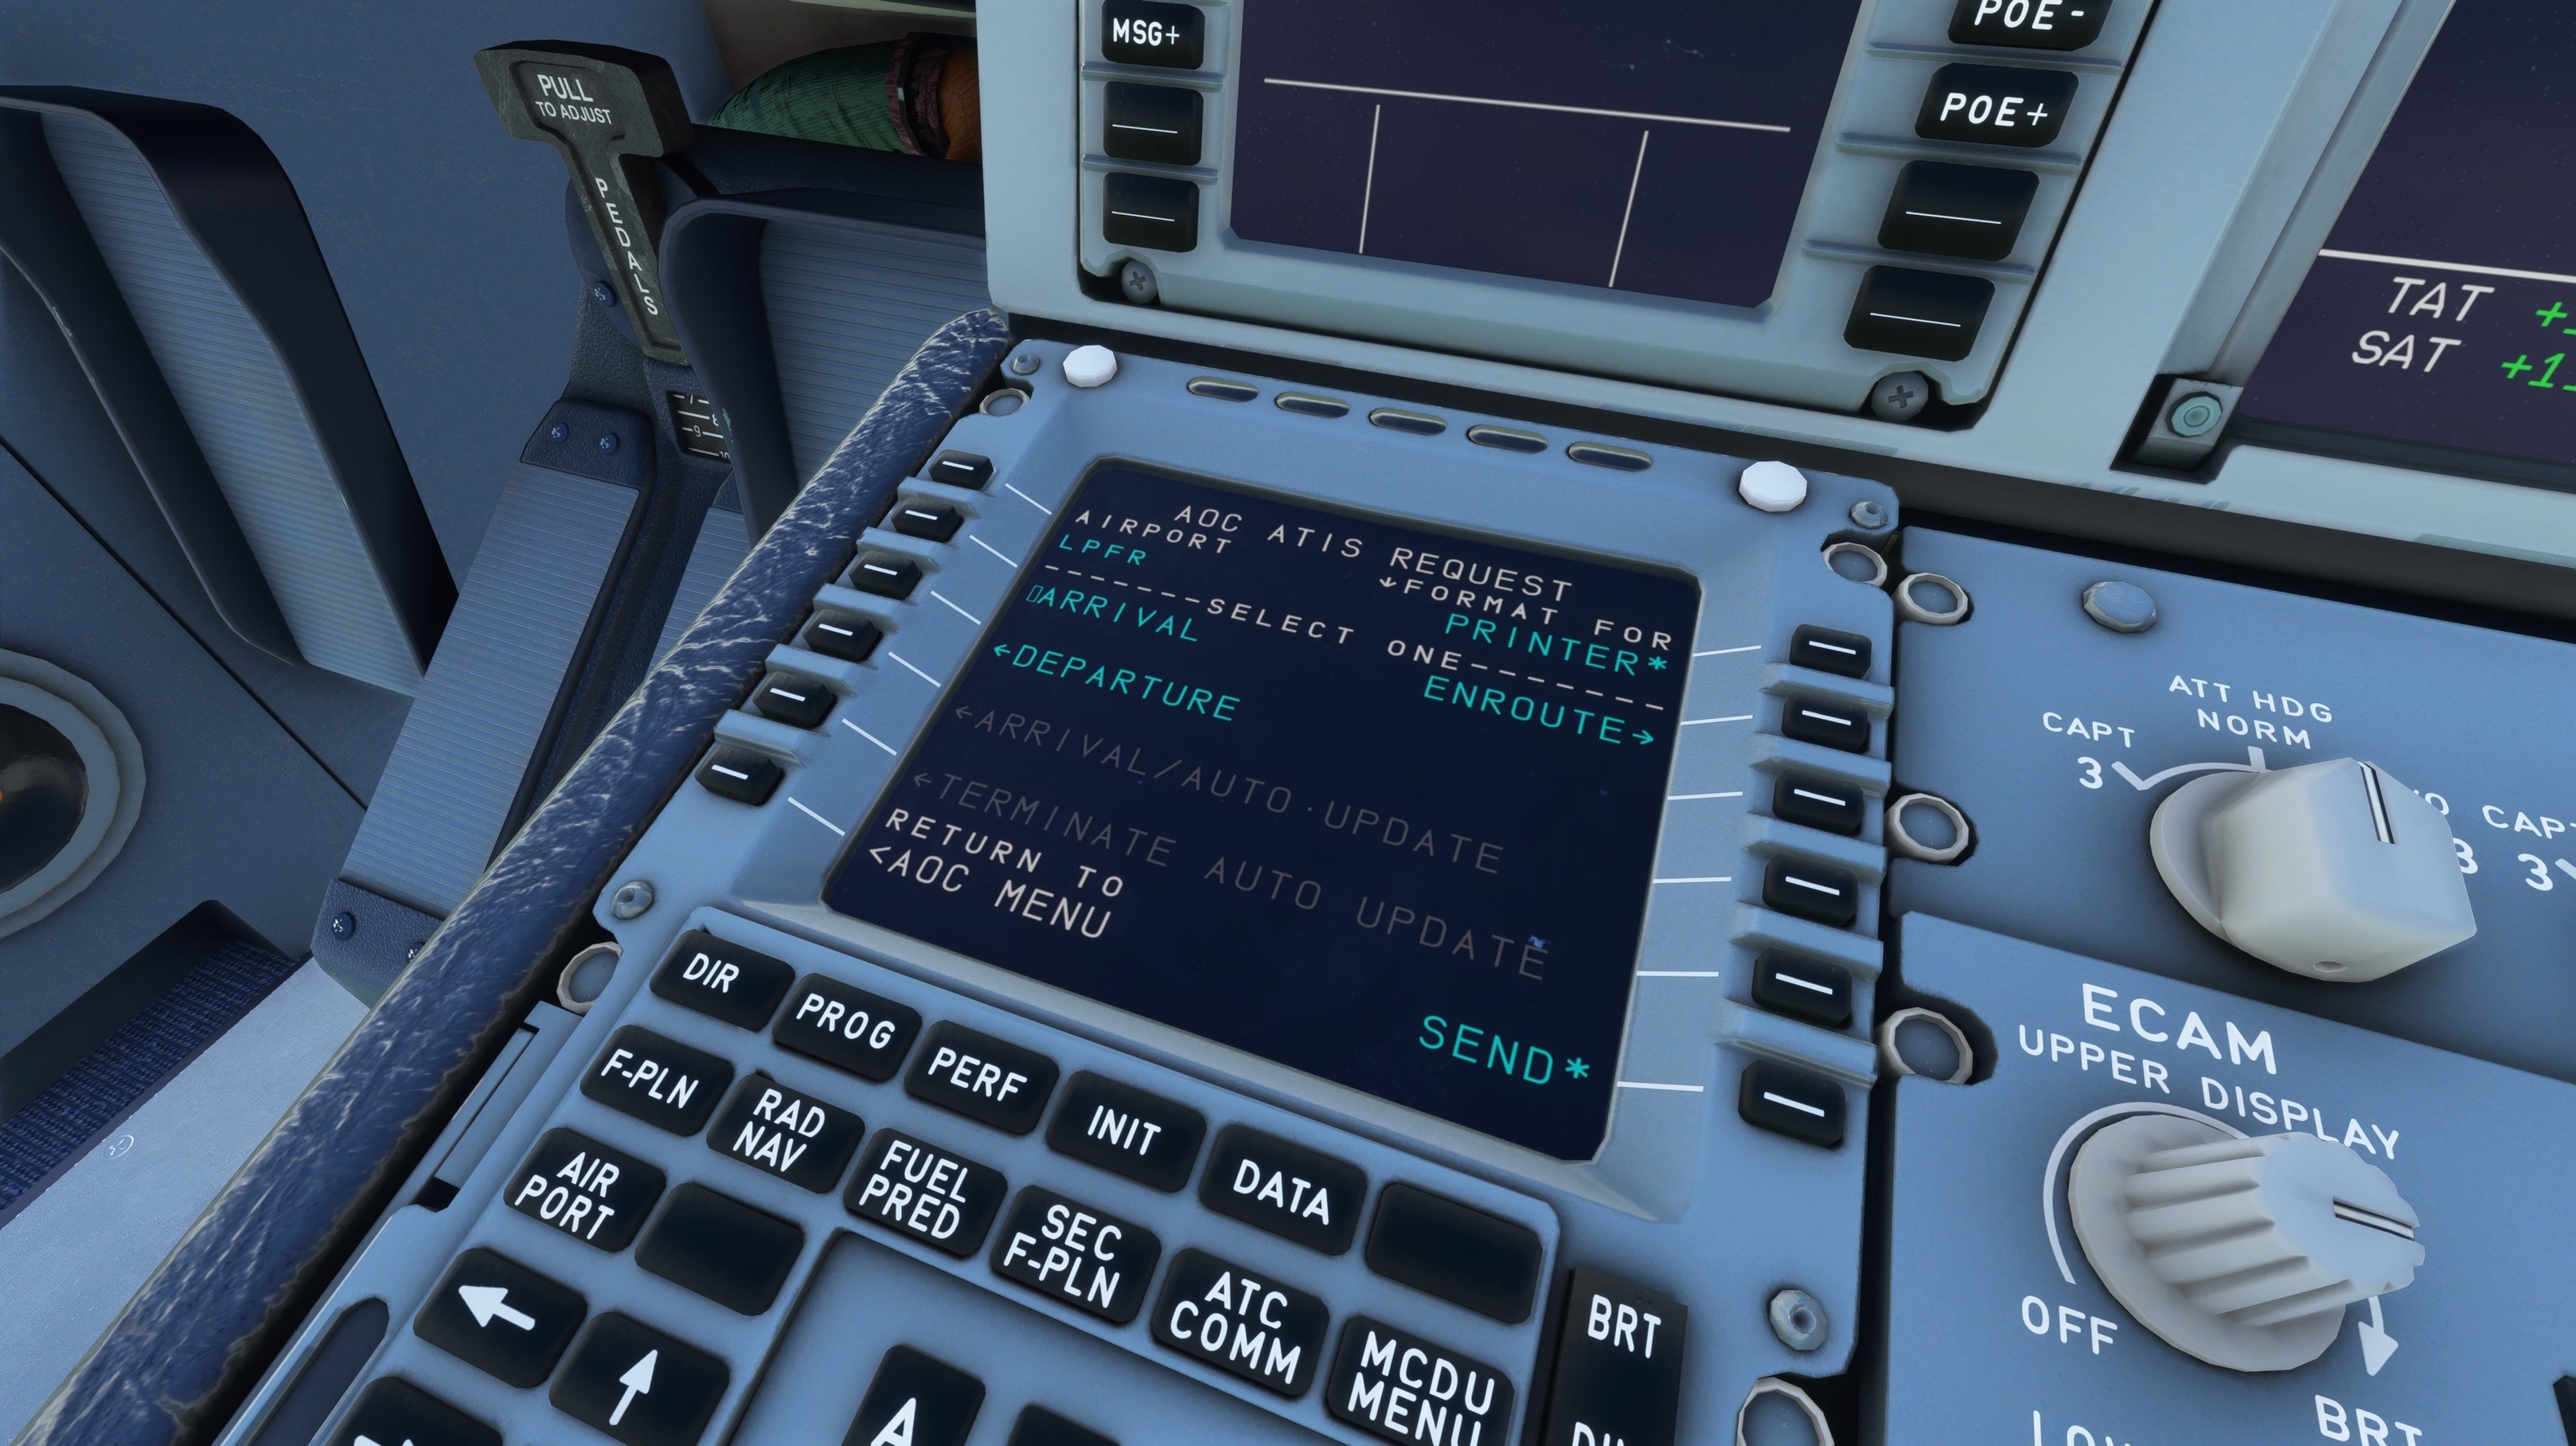 MSG+
POE-
POE+
PULL
TO ADJUST
PEDALS
9
TAT
SAT
AOC ATIS REQUEST
AIRPORT ↓FORMAT FOR
LPFR PRINTER*
------SELECT ONE------
ARRIVAL ENROUTE→
←DEPARTURE
←ARRIVAL/AUTO·UPDATE
←TERMINATE AUTO UPDATE
RETURN TO
<AOC MENU
SEND*
ATT HDG
CAPT NORM
3
3
ECAM
UPPER DISPLAY
OFF
BRT
DIR
PROG
PERF
INIT
DATA
F-PLN
RAD
NAV
FUEL
PRED
SEC
F-PLN
ATC
COMM
MCDU
MENU
AIR
PORT
BRT
A